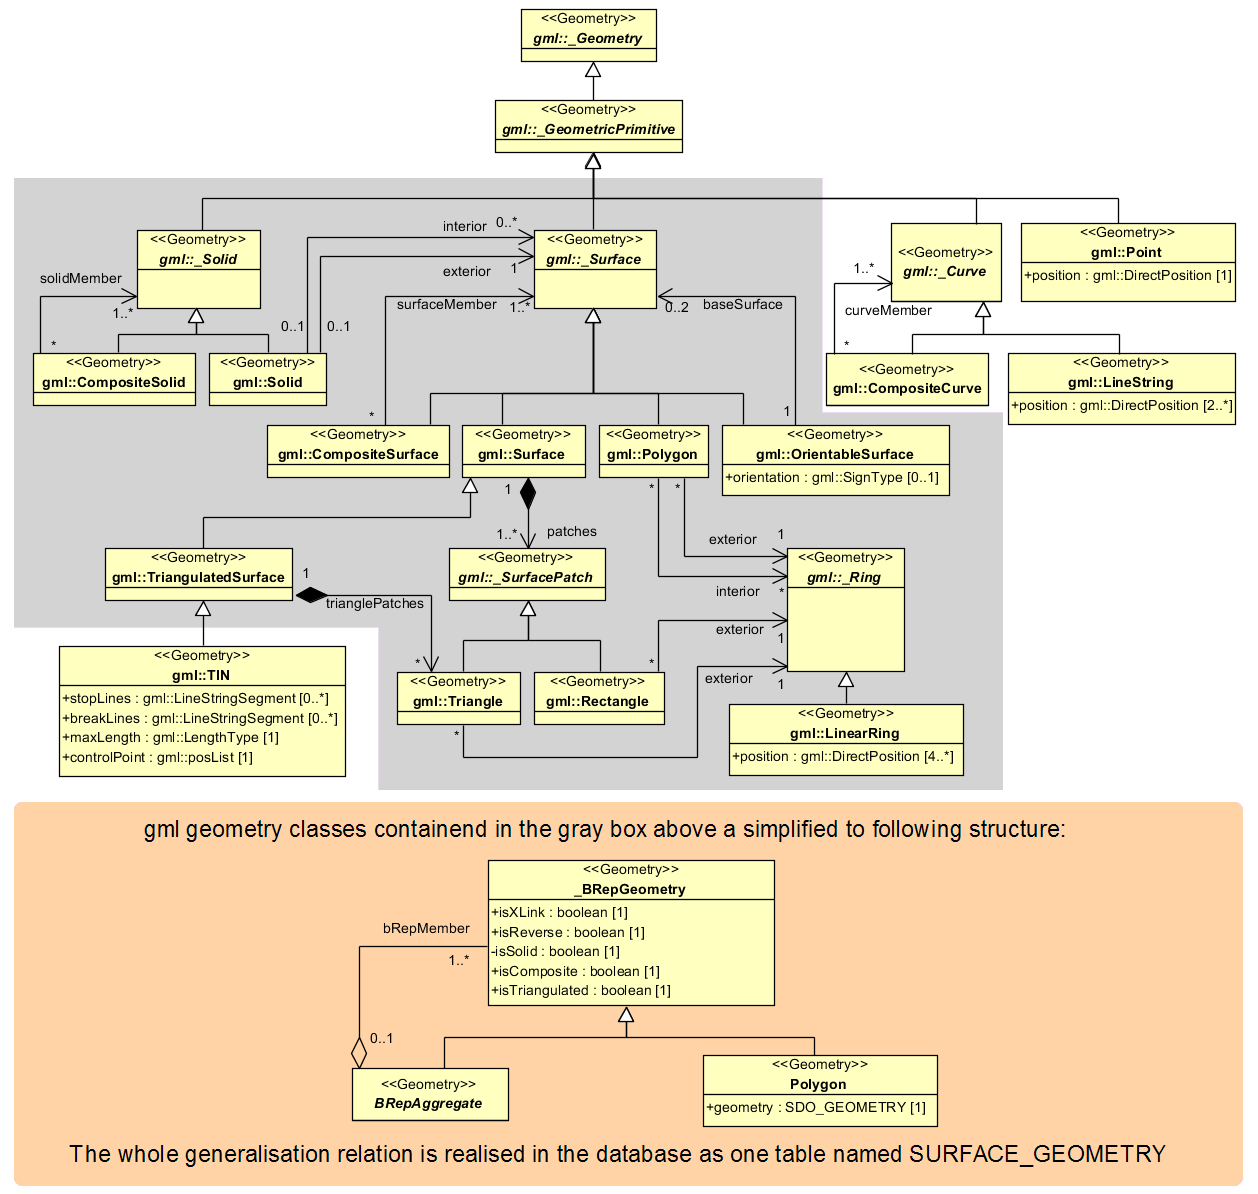 <<Geometry>>
gml::_Geometry
<<Geometry>>
gml::_GeometricPrimitive
<<Geometry>>
gml::_Solid
solidMember
1..*
*
interior
0..*
exterior
1
0..1
0..1
<<Geometry>>
gml::_Surface
surfaceMember
1..*
0..2
baseSurface
<<Geometry>>
gml::_Curve
1..*
curveMember
*
<<Geometry>>
gml::Point
+position : gml::DirectPosition [1]
<<Geometry>>
gml::CompositeSolid
<<Geometry>>
gml::Solid
<<Geometry>>
gml::CompositeCurve
<<Geometry>>
gml::LineString
+position : gml::DirectPosition [2..*]
*
1
<<Geometry>>
gml::CompositeSurface
<<Geometry>>
gml::Surface
<<Geometry>>
gml::Polygon
<<Geometry>>
gml::OrientableSurface
+orientation : gml::SignType [0..1]
1
*
*
1..*
patches
exterior
1
<<Geometry>>
gml::TriangulatedSurface
1
trianglePatches
*
<<Geometry>>
gml::_SurfacePatch
<<Geometry>>
gml::_Ring
interior
*
exterior
1
*
exterior
1
<<Geometry>>
gml::TIN
+stopLines : gml::LineStringSegment [0..*]
+breakLines : gml::LineStringSegment [0..*]
+maxLength : gml::LengthType [1]
+controlPoint : gml::posList [1]
<<Geometry>>
gml::Triangle
*
<<Geometry>>
gml::Rectangle
<<Geometry>>
gml::LinearRing
+position : gml::DirectPosition [4..*]
gml geometry classes containend in the gray box above a simplified to following structure:
<<Geometry>>
_BRepGeometry
+isXLink : boolean [1]
+isReverse : boolean [1]
-isSolid : boolean [1]
+isComposite : boolean [1]
+isTriangulated : boolean [1]
bRepMember
1..*
0..1
<<Geometry>>
BRepAggregate
<<Geometry>>
Polygon
+geometry : SDO_GEOMETRY [1]
The whole generalisation relation is realised in the database as one table named SURFACE_GEOMETRY